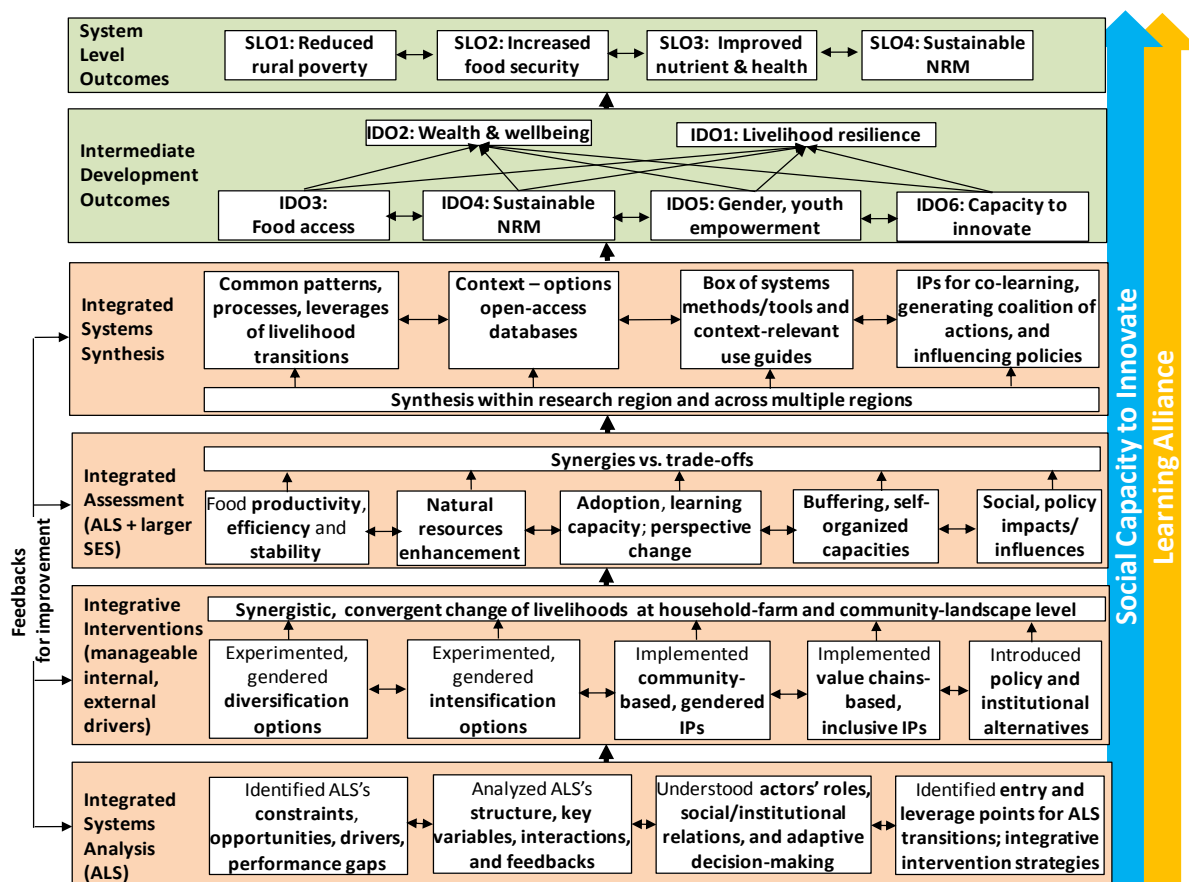 System
Level
Outcomes
SLO1: Reduced
rural poverty
SLO2: Increased
food security
SLO3: Improved
nutrient & health
SLO4: Sustainable
NRM
Intermediate
Development
Outcomes
IDO2: Wealth & wellbeing
IDO1: Livelihood resilience
IDO3:
Food access
IDO4: Sustainable
NRM
IDO5: Gender, youth
empowerment
IDO6: Capacity to
innovate
Integrated
Systems
Synthesis
Common patterns,
processes, leverages
of livelihood
transitions
Context – options
open-access
databases
Box of systems
methods/tools and
context-relevant
use guides
IPs for co-learning,
generating coalition of
actions, and
influencing policies
Synthesis within research region and across multiple regions
Integrated
Assessment
(ALS + larger
SES)
Synergies vs. trade-offs
Food productivity,
efficiency and
stability
Natural
resources
enhancement
Adoption, learning
capacity; perspective
change
Buffering, self-
organized
capacities
Social, policy
impacts/
influences
Integrative
Interventions
(manageable
internal,
external
drivers)
Synergistic, convergent change of livelihoods at household-farm and community-landscape level
Experimented,
gendered
diversification
options
Experimented,
gendered
intensification
options
Implemented
community-
based, gendered
IPs
Implemented
value chains-
based,
inclusive IPs
Introduced
policy and
institutional
alternatives
Integrated
Systems
Analysis
(ALS)
Identified ALS's
constraints,
opportunities, drivers,
performance gaps
Analyzed ALS's
structure, key
variables, interactions,
and feedbacks
Understood actors' roles,
social/institutional
relations, and adaptive
decision-making
Identified entry and
leverage points for ALS
transitions; integrative
intervention strategies
Feedbacks
for improvement
Social Capacity to Innovate
Learning Alliance